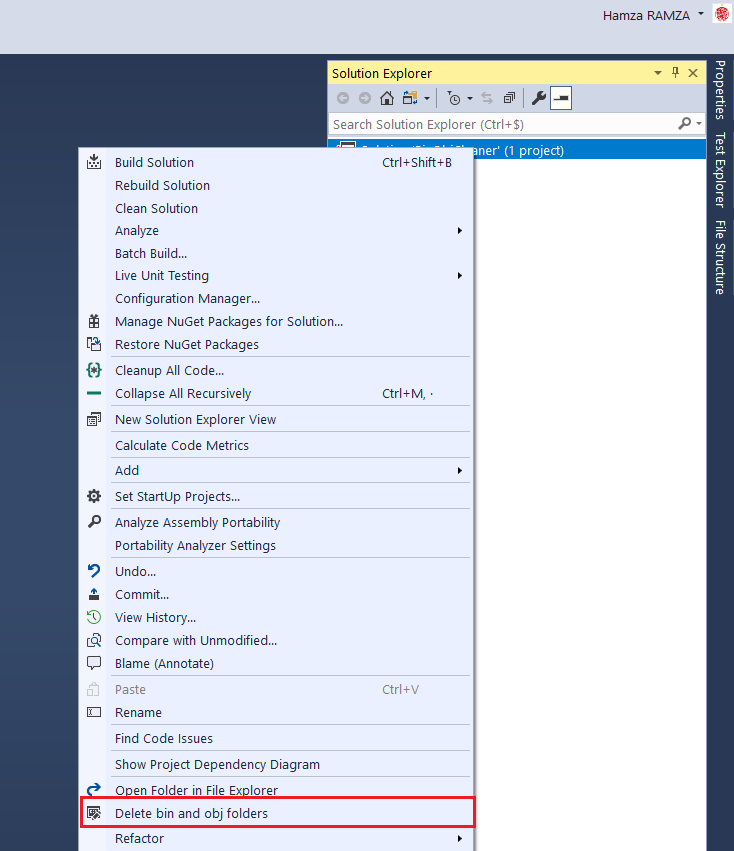 Hamza RAMZA
Solution Explorer
Search Solution Explorer (Ctrl+$)
(1 project)
Properties
Test Explorer
File Structure
Build Solution Ctrl+Shift+B
Rebuild Solution
Clean Solution
Analyze
Batch Build...
Live Unit Testing
Configuration Manager...
Manage NuGet Packages for Solution...
Restore NuGet Packages
Cleanup All Code...
Collapse All Recursively Ctrl+M, ·
New Solution Explorer View
Calculate Code Metrics
Add
Set StartUp Projects...
Analyze Assembly Portability
Portability Analyzer Settings
Undo...
Commit...
View History...
Compare with Unmodified...
Blame (Annotate)
Paste Ctrl+V
Rename
Find Code Issues
Show Project Dependency Diagram
Open Folder in File Explorer
Delete bin and obj folders
Refactor